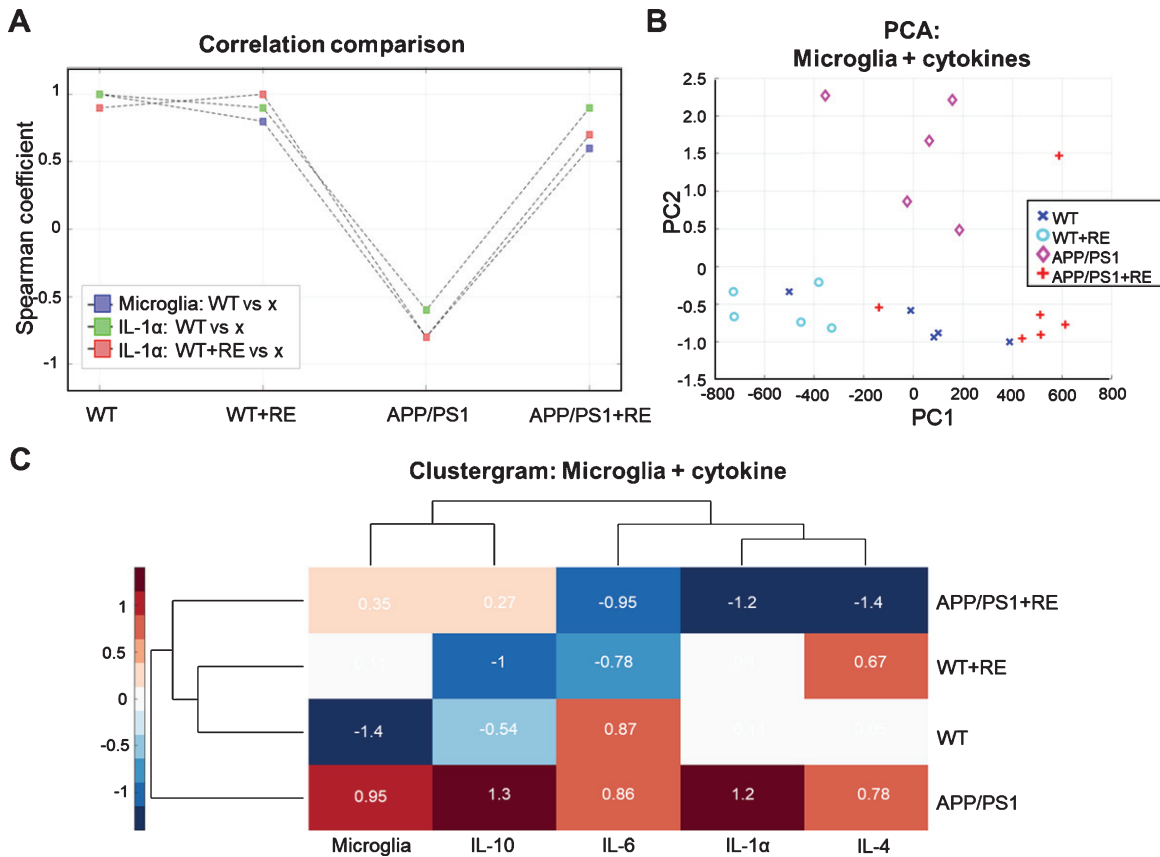 A
Correlation comparison
Spearman coefficient
1
0.5
0
-0.5
-1
Microglia: WT vs x
IL-1α: WT vs x
IL-1α: WT+RE vs x
WT
WT+RE
APP/PS1
APP/PS1+RE
B
PCA:
Microglia + cytokines
PC2
2.5
2.0
1.5
1.0
0.5
0
-0.5
-1.0
-1.5
WT
WT+RE
APP/PS1
APP/PS1+RE
-800 -600 -400 -200 0 200 400 600 800
PC1
C
Clustergram: Microglia + cytokine
1
0.5
0
-0.5
-1
0.35 0.27 -0.95 -1.2 -1.4 APP/PS1+RE
-1 -0.78 0.67 WT+RE
-1.4 -0.54 0.87 WT
0.95 1.3 0.86 1.2 0.78 APP/PS1
Microglia IL-10 IL-6 IL-1α IL-4